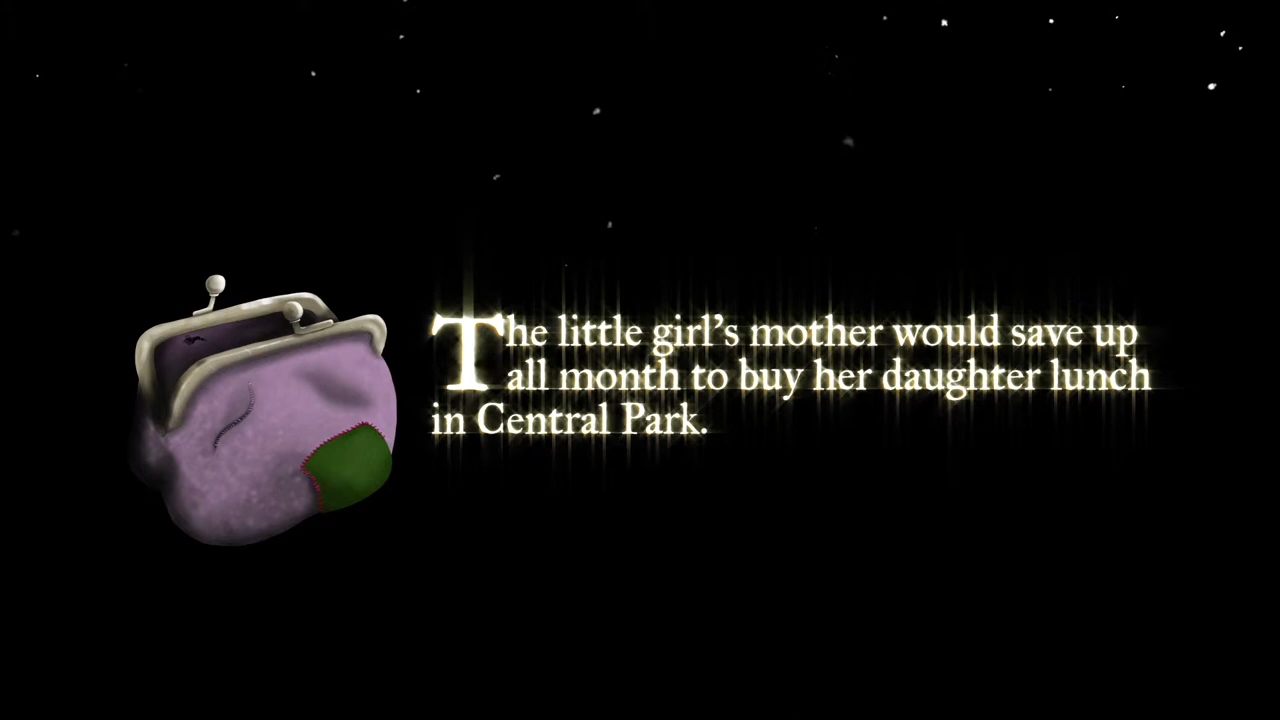 The little girl's mother would save up
all month to buy her daughter lunch
in Central Park.